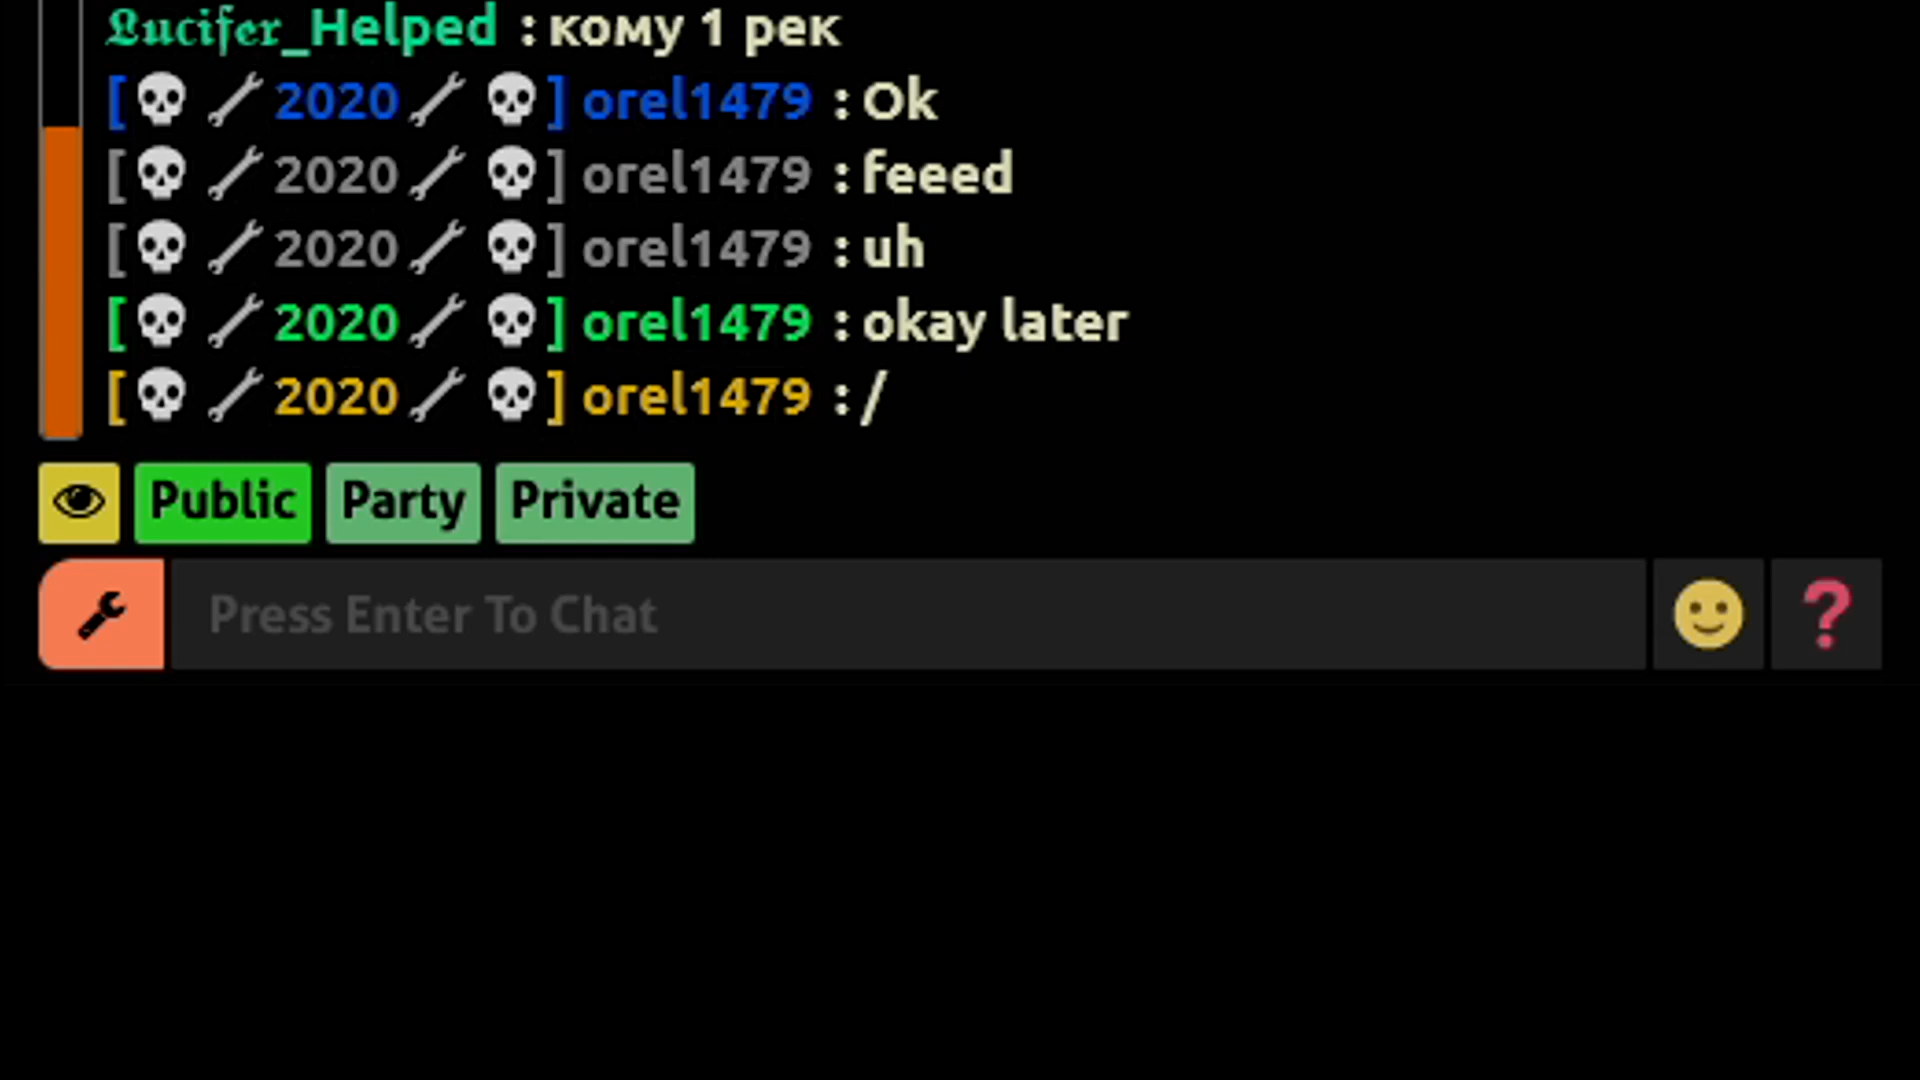 𝕷𝖚𝖈𝖎𝖋𝖊𝖗_Helped : кому 1 рек
[💀🔧2020🔧💀] orel1479 : Ok
[💀🔧2020🔧💀] orel1479 : feeed
[💀🔧2020🔧💀] orel1479 : uh
[💀🔧2020🔧💀] orel1479 : okay later
[💀🔧2020🔧💀] orel1479 : /
Public Party Private
Press Enter To Chat ?